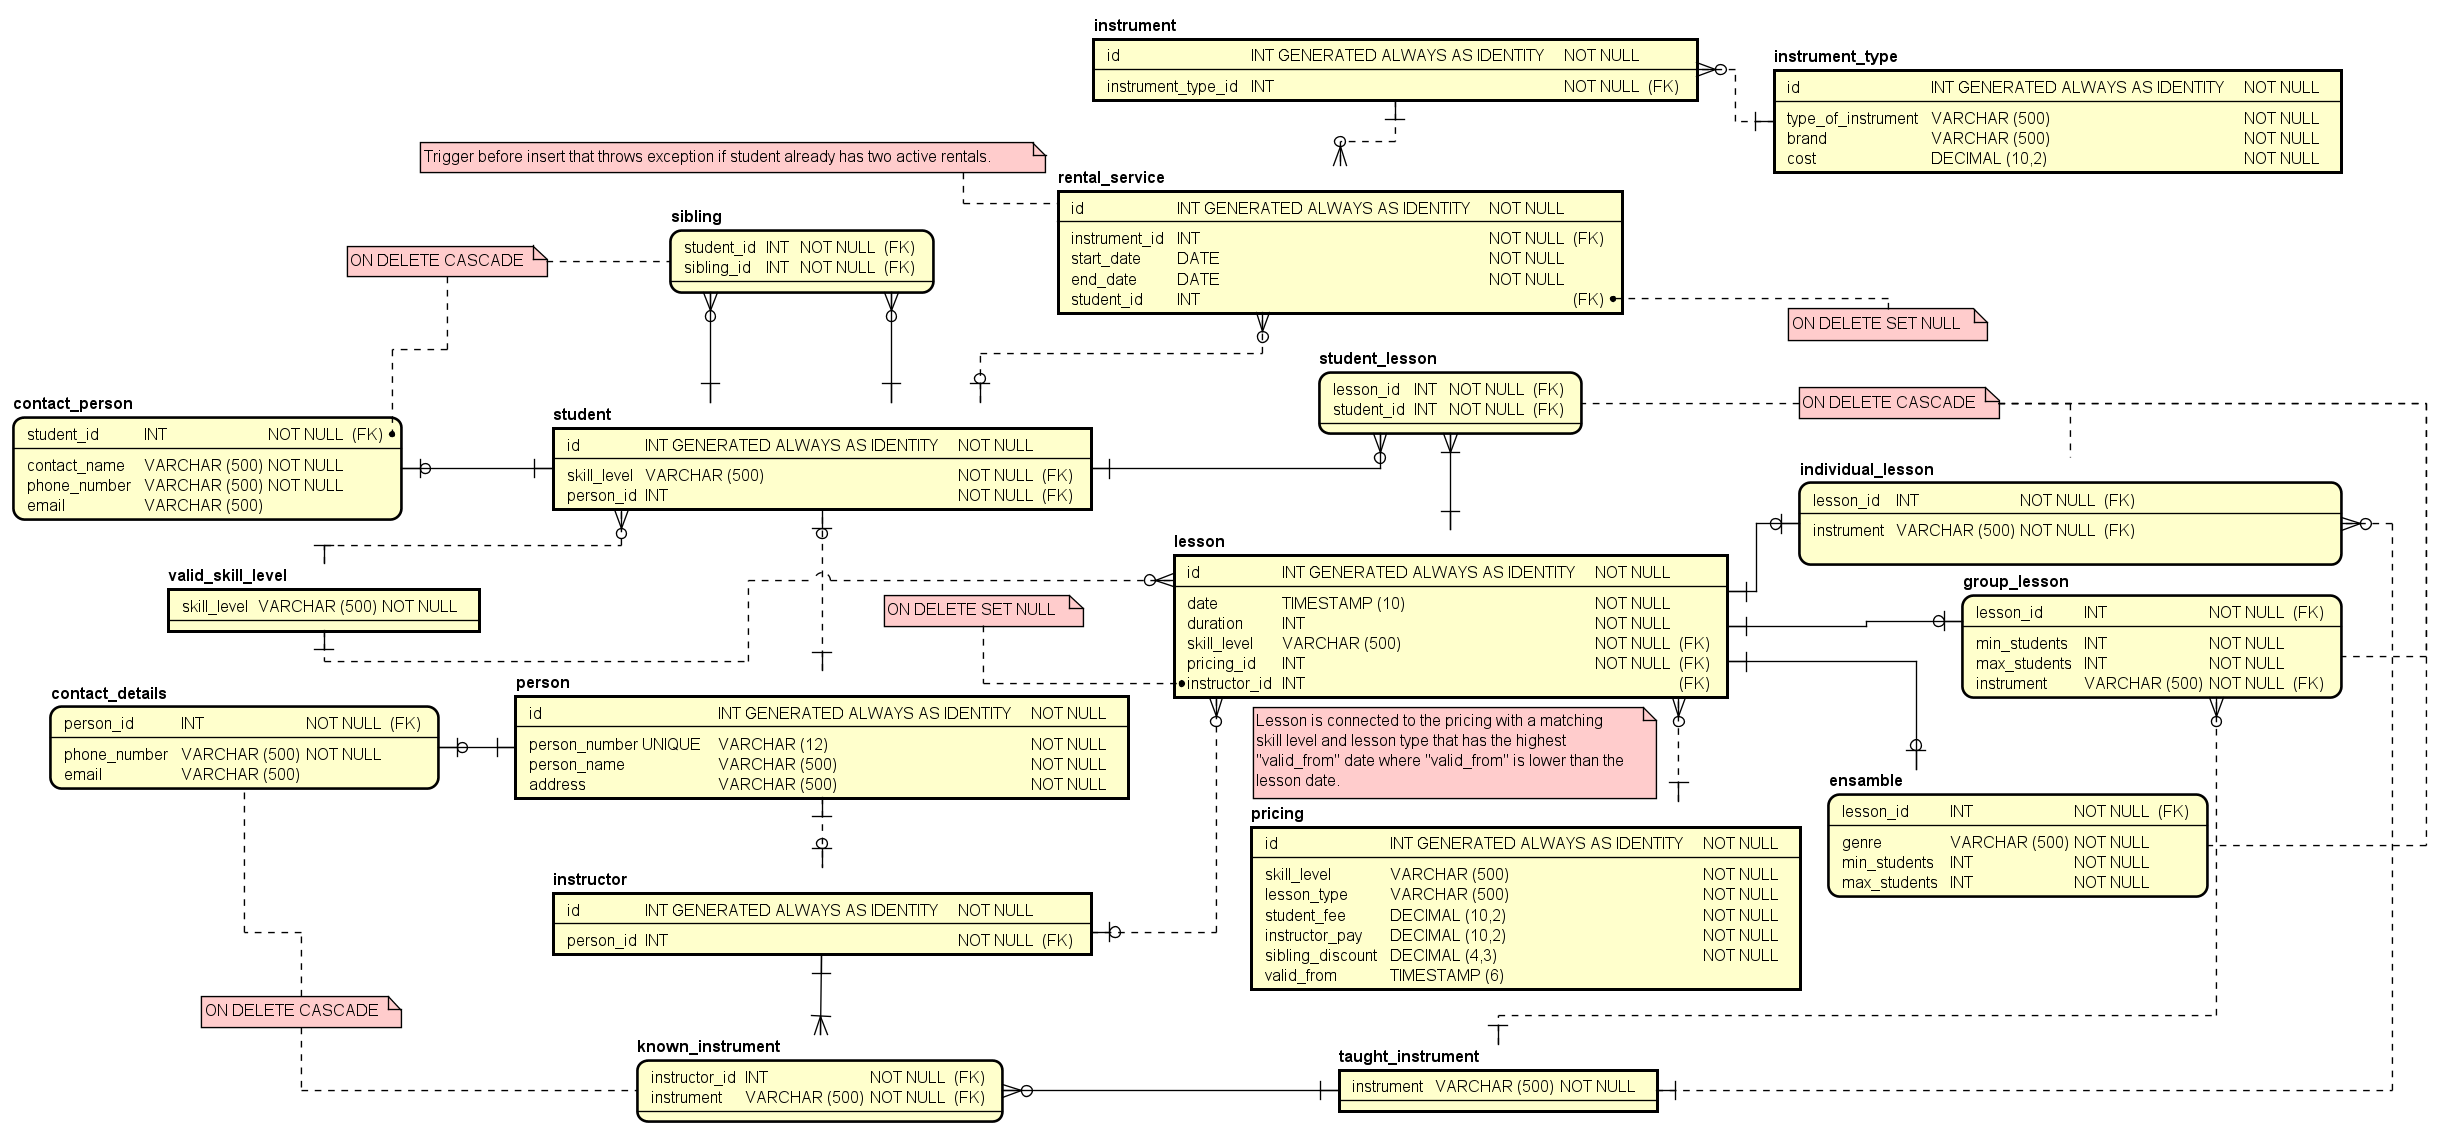 instrument
id INT GENERATED ALWAYS AS IDENTITY NOT NULL
instrument_type_id INT NOT NULL (FK)
instrument_type
id INT GENERATED ALWAYS AS IDENTITY NOT NULL
type_of_instrument VARCHAR (500) NOT NULL
brand VARCHAR (500) NOT NULL
cost DECIMAL (10,2) NOT NULL
Trigger before insert that throws exception if student already has two active rentals.
rental_service
id INT GENERATED ALWAYS AS IDENTITY NOT NULL
instrument_id INT NOT NULL (FK)
start_date DATE NOT NULL
end_date DATE NOT NULL
student_id INT (FK)
sibling
student_id INT NOT NULL (FK)
sibling_id INT NOT NULL (FK)
ON DELETE CASCADE
ON DELETE SET NULL
student_lesson
lesson_id INT NOT NULL (FK)
student_id INT NOT NULL (FK)
ON DELETE CASCADE
contact_person
student_id INT NOT NULL (FK)
contact_name VARCHAR (500) NOT NULL
phone_number VARCHAR (500) NOT NULL
email VARCHAR (500)
student
id INT GENERATED ALWAYS AS IDENTITY NOT NULL
skill_level VARCHAR (500) NOT NULL (FK)
person_id INT NOT NULL (FK)
individual_lesson
lesson_id INT NOT NULL (FK)
instrument VARCHAR (500) NOT NULL (FK)
lesson
id INT GENERATED ALWAYS AS IDENTITY NOT NULL
date TIMESTAMP (10) NOT NULL
duration INT NOT NULL
skill_level VARCHAR (500) NOT NULL (FK)
pricing_id INT NOT NULL (FK)
instructor_id INT (FK)
valid_skill_level
skill_level VARCHAR (500) NOT NULL
ON DELETE SET NULL
group_lesson
lesson_id INT NOT NULL (FK)
min_students INT NOT NULL
max_students INT NOT NULL
instrument VARCHAR (500) NOT NULL (FK)
contact_details
person_id INT NOT NULL (FK)
phone_number VARCHAR (500) NOT NULL
email VARCHAR (500)
person
id INT GENERATED ALWAYS AS IDENTITY NOT NULL
person_number UNIQUE VARCHAR (12) NOT NULL
person_name VARCHAR (500) NOT NULL
address VARCHAR (500) NOT NULL
Lesson is connected to the pricing with a matching
skill level and lesson type that has the highest
"valid_from" date where "valid_from" is lower than the
lesson date.
ensamble
lesson_id INT NOT NULL (FK)
genre VARCHAR (500) NOT NULL
min_students INT NOT NULL
max_students INT NOT NULL
pricing
id INT GENERATED ALWAYS AS IDENTITY NOT NULL
skill_level VARCHAR (500) NOT NULL
lesson_type VARCHAR (500) NOT NULL
student_fee DECIMAL (10,2) NOT NULL
instructor_pay DECIMAL (10,2) NOT NULL
sibling_discount DECIMAL (4,3) NOT NULL
valid_from TIMESTAMP (6)
instructor
id INT GENERATED ALWAYS AS IDENTITY NOT NULL
person_id INT NOT NULL (FK)
ON DELETE CASCADE
known_instrument
instructor_id INT NOT NULL (FK)
instrument VARCHAR (500) NOT NULL (FK)
taught_instrument
instrument VARCHAR (500) NOT NULL